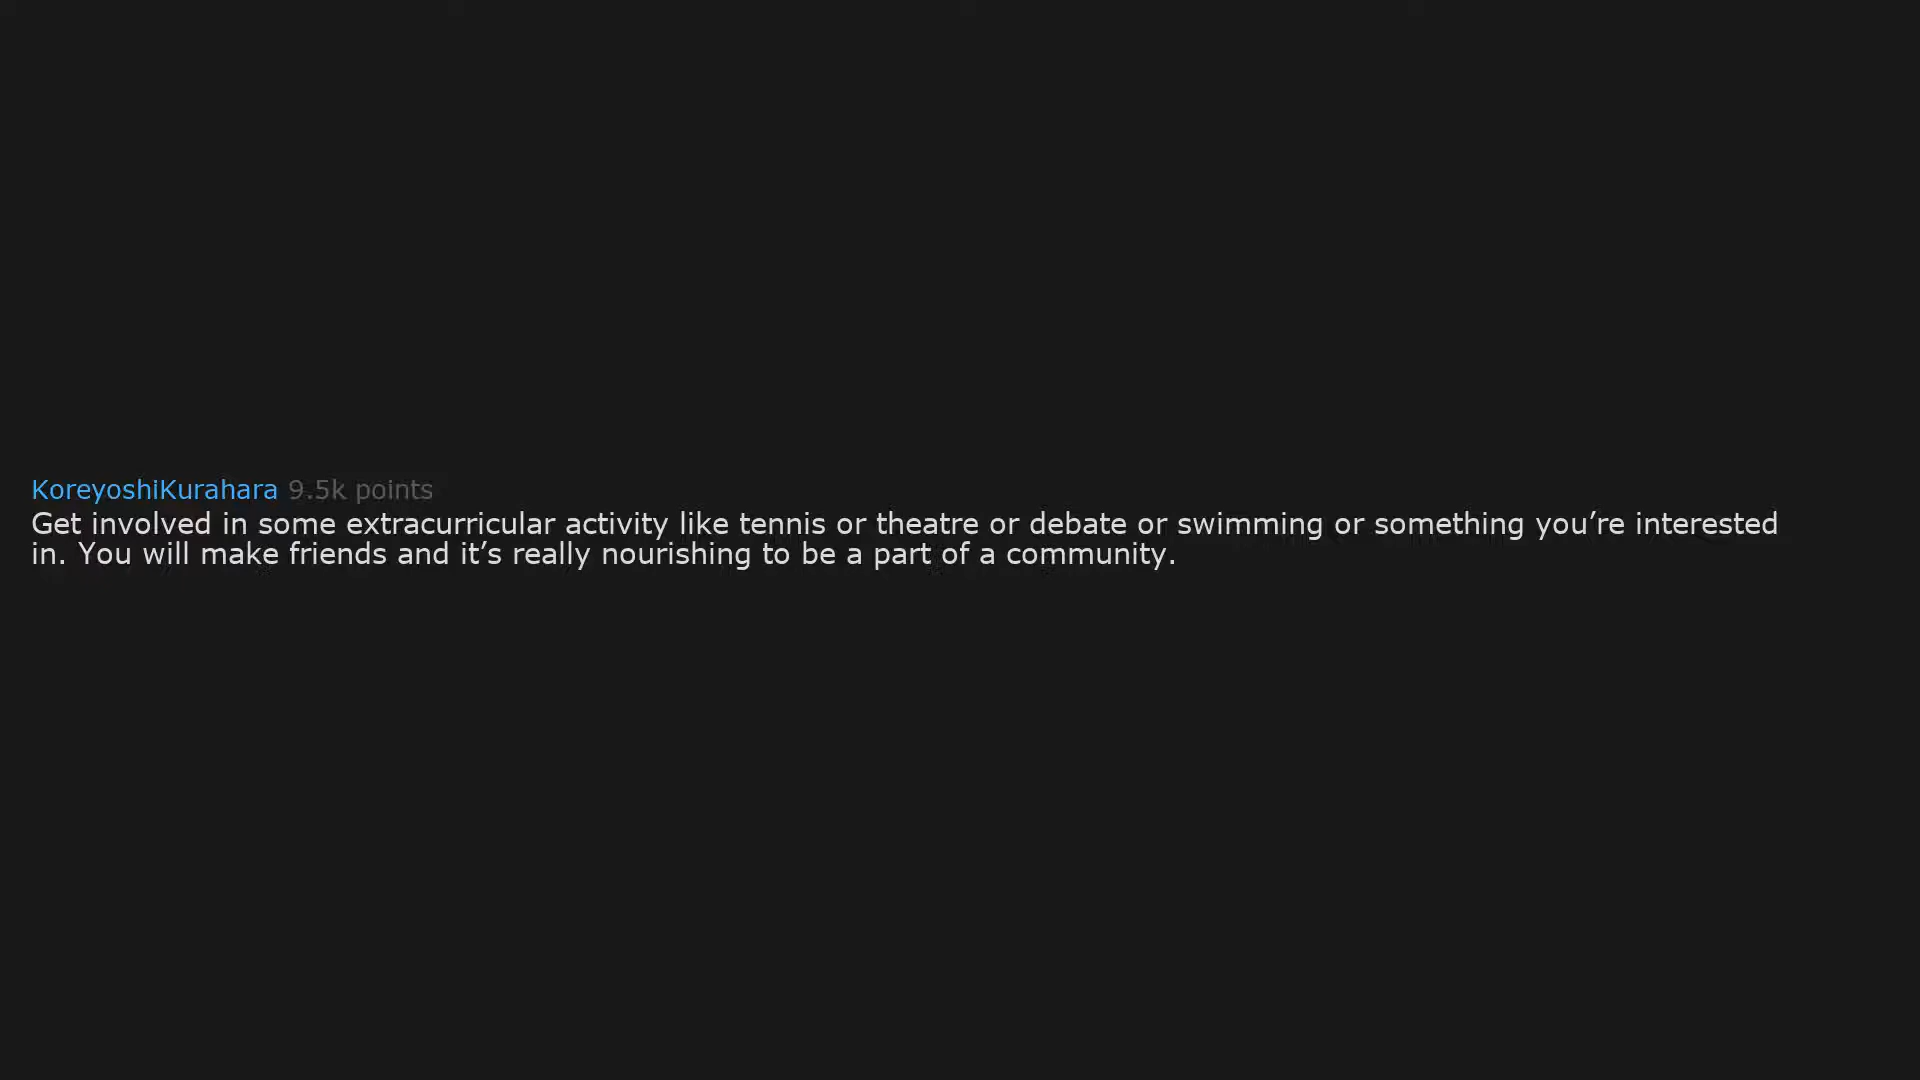 KoreyoshiKurahara 9.5k points
Get involved in some extracurricular activity like tennis or theatre or debate or swimming or something you’re interested
in. You will make friends and it’s really nourishing to be a part of a community.